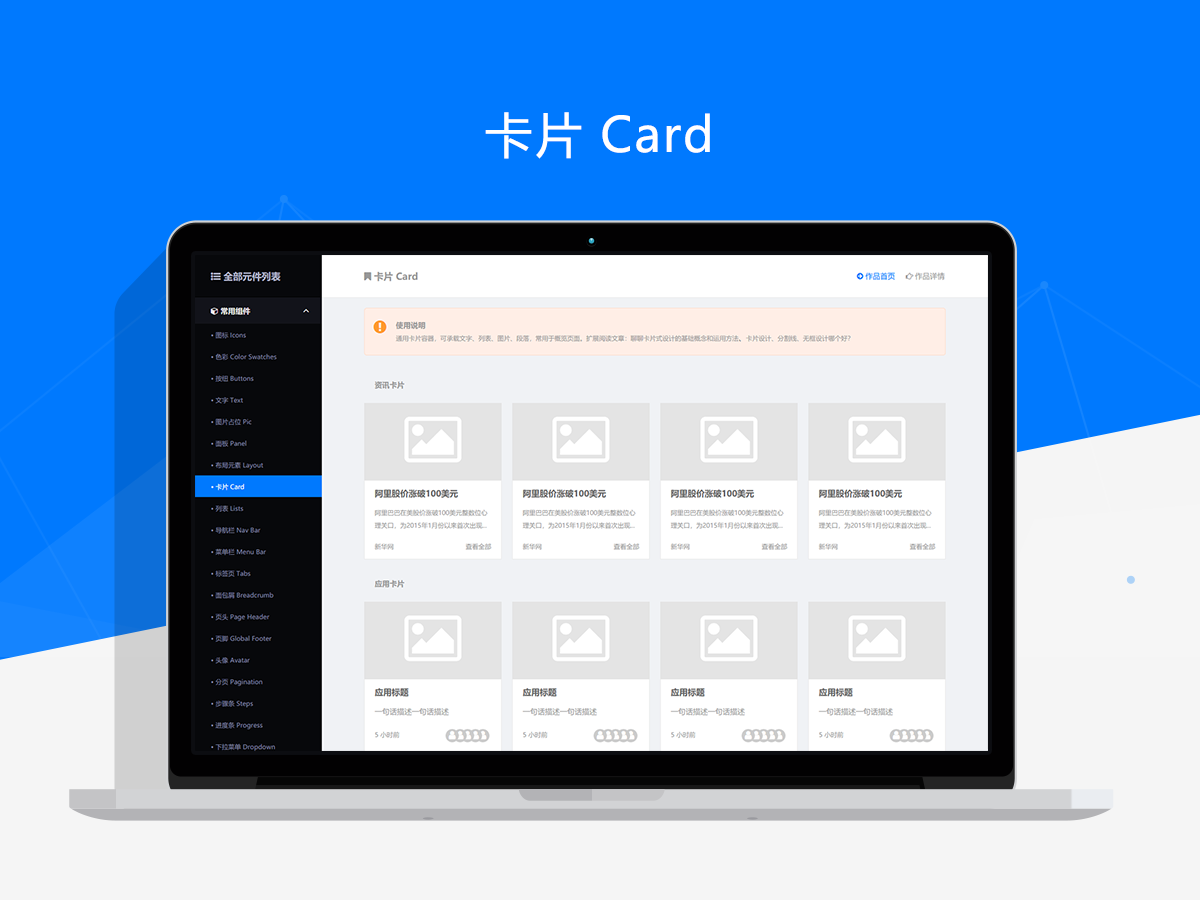 卡片 Card
全部元件列表
常用组件
• 图标 Icons
• 色彩 Color Swatches
• 按钮 Buttons
• 文字 Text
• 图片占位 Pic
• 面板 Panel
• 布局元素 Layout
• 卡片 Card
• 列表 Lists
• 导航栏 Nav Bar
• 菜单栏 Menu Bar
• 标签页 Tabs
• 面包屑 Breadcrumb
• 页头 Page Header
• 页脚 Global Footer
• 头像 Avatar
• 分页 Pagination
• 步骤条 Steps
• 进度条 Progress
• 下拉菜单 Dropdown
卡片 Card
作品首页 作品详情
使用说明
通用卡片容器，可承载文字、列表、图片、段落，常用于概览页面。扩展阅读文章：聊聊卡片式设计的基础概念和运用方法。卡片设计、分割线、无框设计哪个好？
资讯卡片
阿里股价涨破100美元
阿里巴巴在美股价涨破100美元整数位心
理关口，为2015年1月份以来首次出现...
新华网 查看全部
阿里股价涨破100美元
阿里巴巴在美股价涨破100美元整数位心
理关口，为2015年1月份以来首次出现...
新华网 查看全部
阿里股价涨破100美元
阿里巴巴在美股价涨破100美元整数位心
理关口，为2015年1月份以来首次出现...
新华网 查看全部
阿里股价涨破100美元
阿里巴巴在美股价涨破100美元整数位心
理关口，为2015年1月份以来首次出现...
新华网 查看全部
应用卡片
应用标题
一句话描述一句话描述
5 小时前
应用标题
一句话描述一句话描述
5 小时前
应用标题
一句话描述一句话描述
5 小时前
应用标题
一句话描述一句话描述
5 小时前